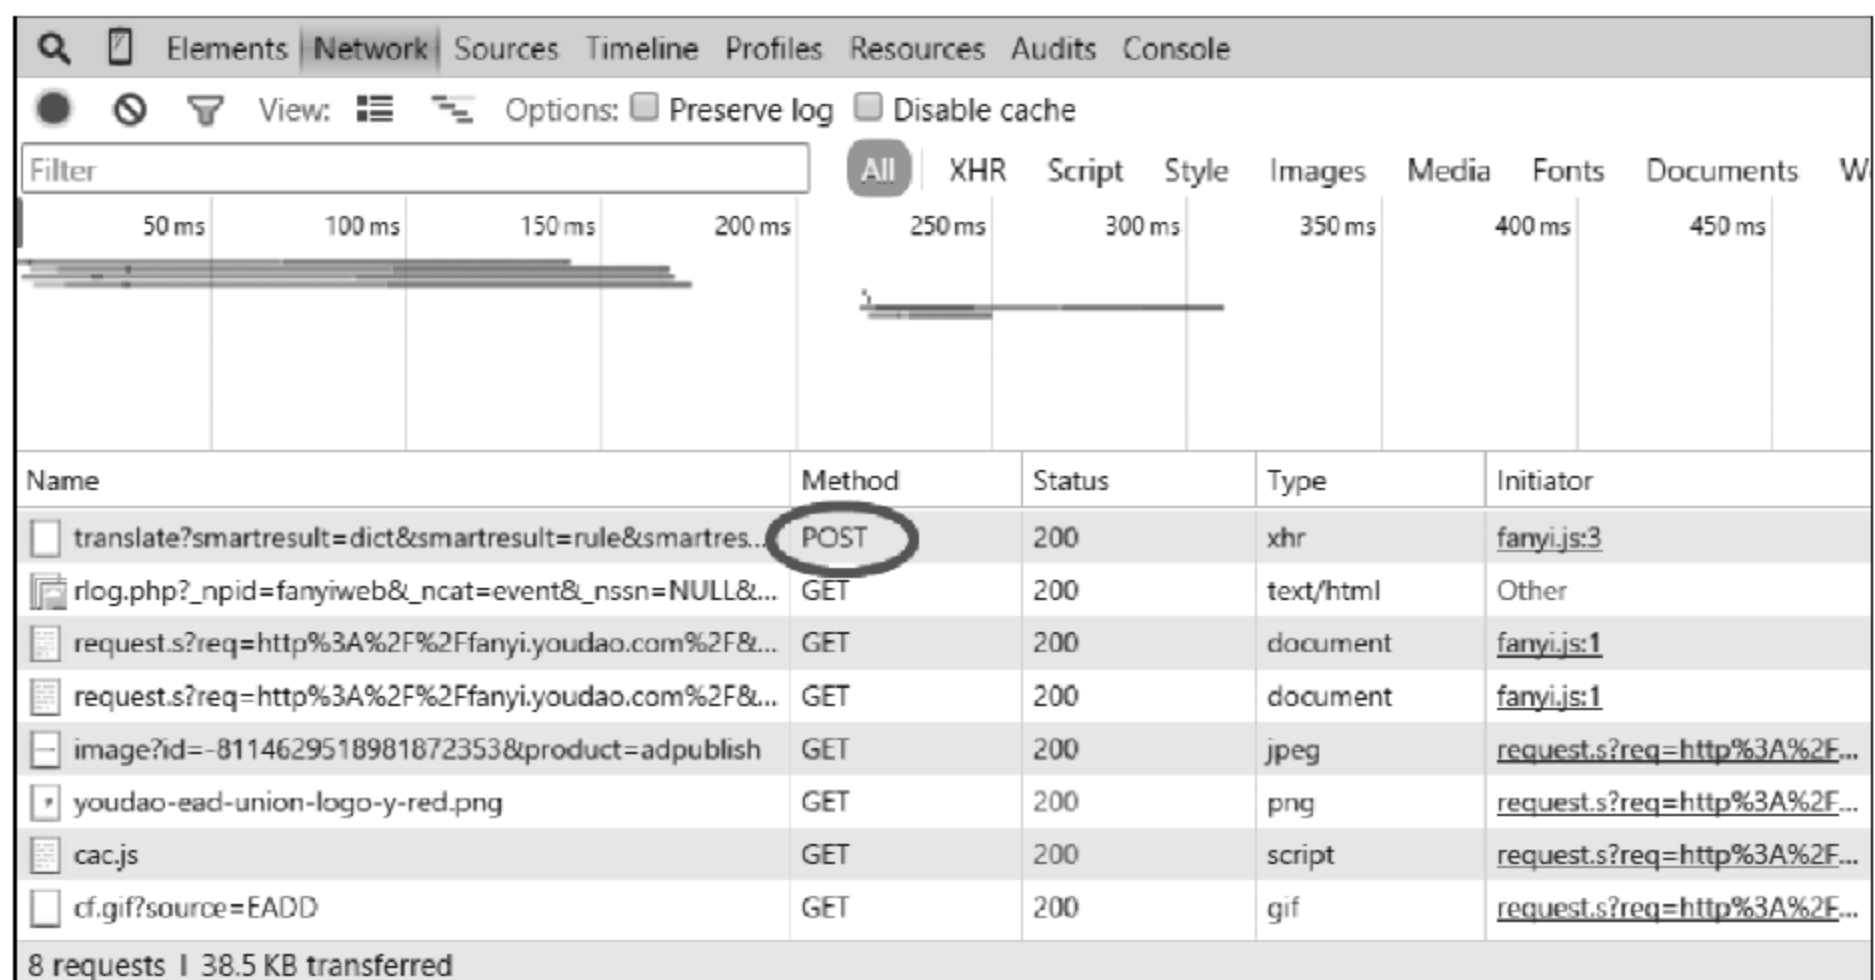 Elements Network Sources Timeline Profiles Resources Audits Console
View: Options: Preserve log Disable cache
Filter All XHR Script Style Images Media Fonts Documents W
50 ms 100 ms 150 ms 200 ms 250 ms 300 ms 350 ms 400 ms 450 ms
Name Method Status Type Initiator
translate?smartresult=dict&smartresult=rule&smartres... POST 200 xhr fanyi.js:3
rlog.php?_npid=fanyiweb&_ncat=event&_nssn=NULL&... GET 200 text/html Other
request.s?req=http%3A%2F%2Ffanyi.youdao.com%2F&... GET 200 document fanyi.js:1
request.s?req=http%3A%2F%2Ffanyi.youdao.com%2F&... GET 200 document fanyi.js:1
image?id=-8114629518981872353&product=adpublish GET 200 jpeg request.s?req=http%3A%2F...
youdao-ead-union-logo-y-red.png GET 200 png request.s?req=http%3A%2F...
cac.js GET 200 script request.s?req=http%3A%2F...
cf.gif?source=EADD GET 200 gif request.s?req=http%3A%2F...
8 requests | 38.5 KB transferred